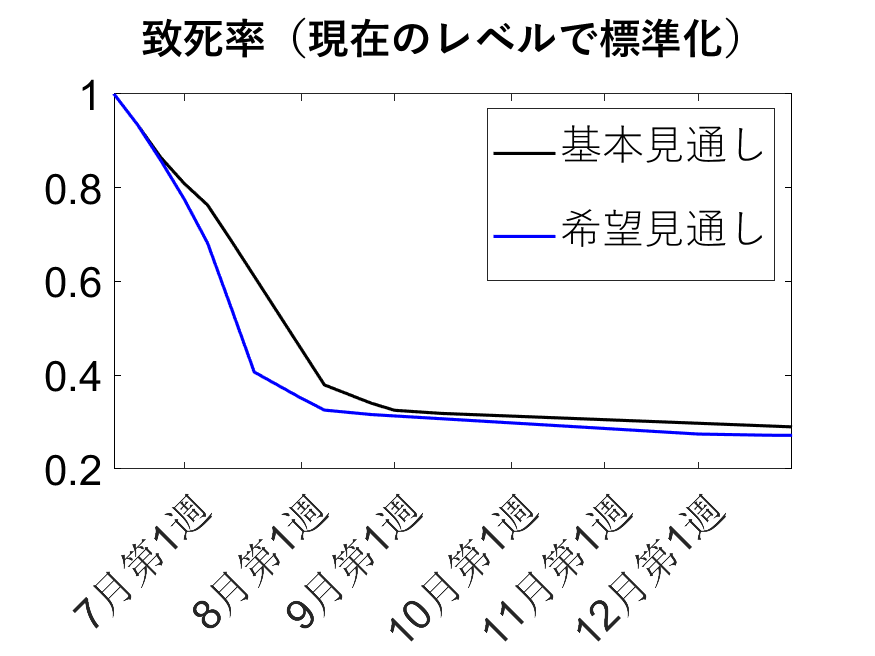 致死率（現在のレベルで標準化）
1
0.8
0.6
0.4
0.2
基本見通し
希望見通し
7月第1週
8月第1週
9月第1週
10月第1週
11月第1週
12月第1週